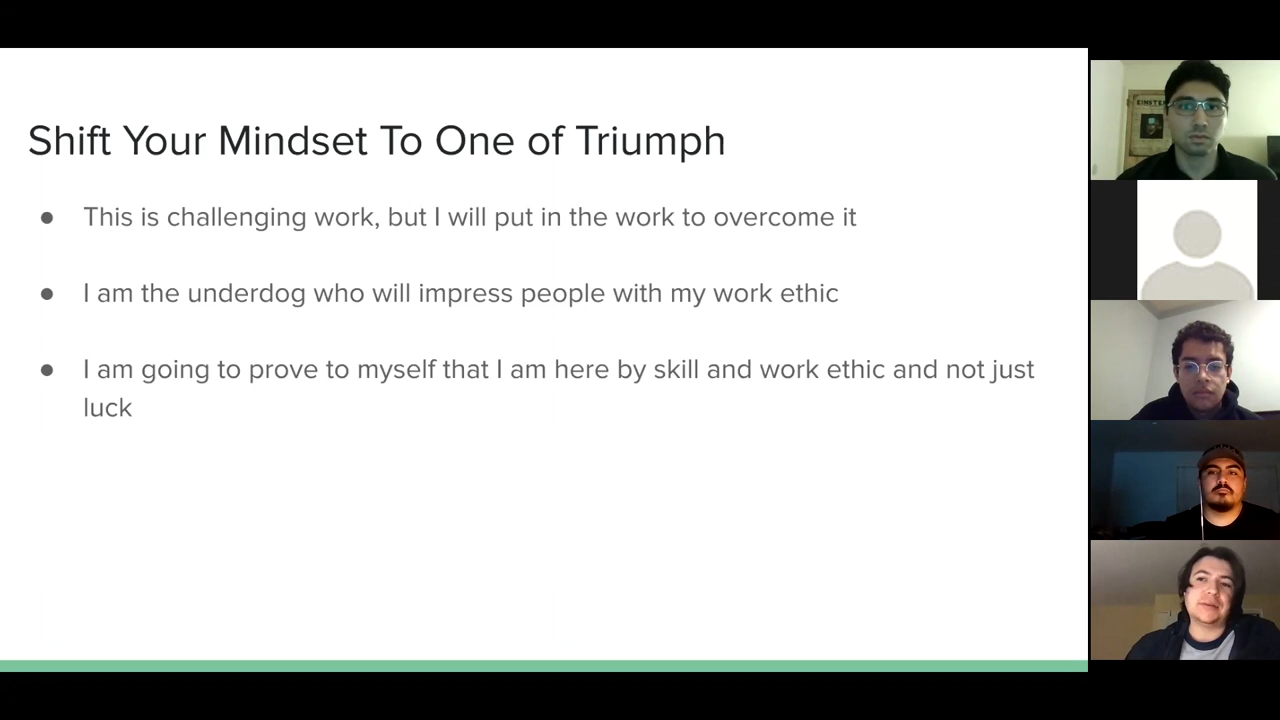 Shift Your Mindset To One of Triumph
● This is challenging work, but I will put in the work to overcome it
● I am the underdog who will impress people with my work ethic
● I am going to prove to myself that I am here by skill and work ethic and not just
luck